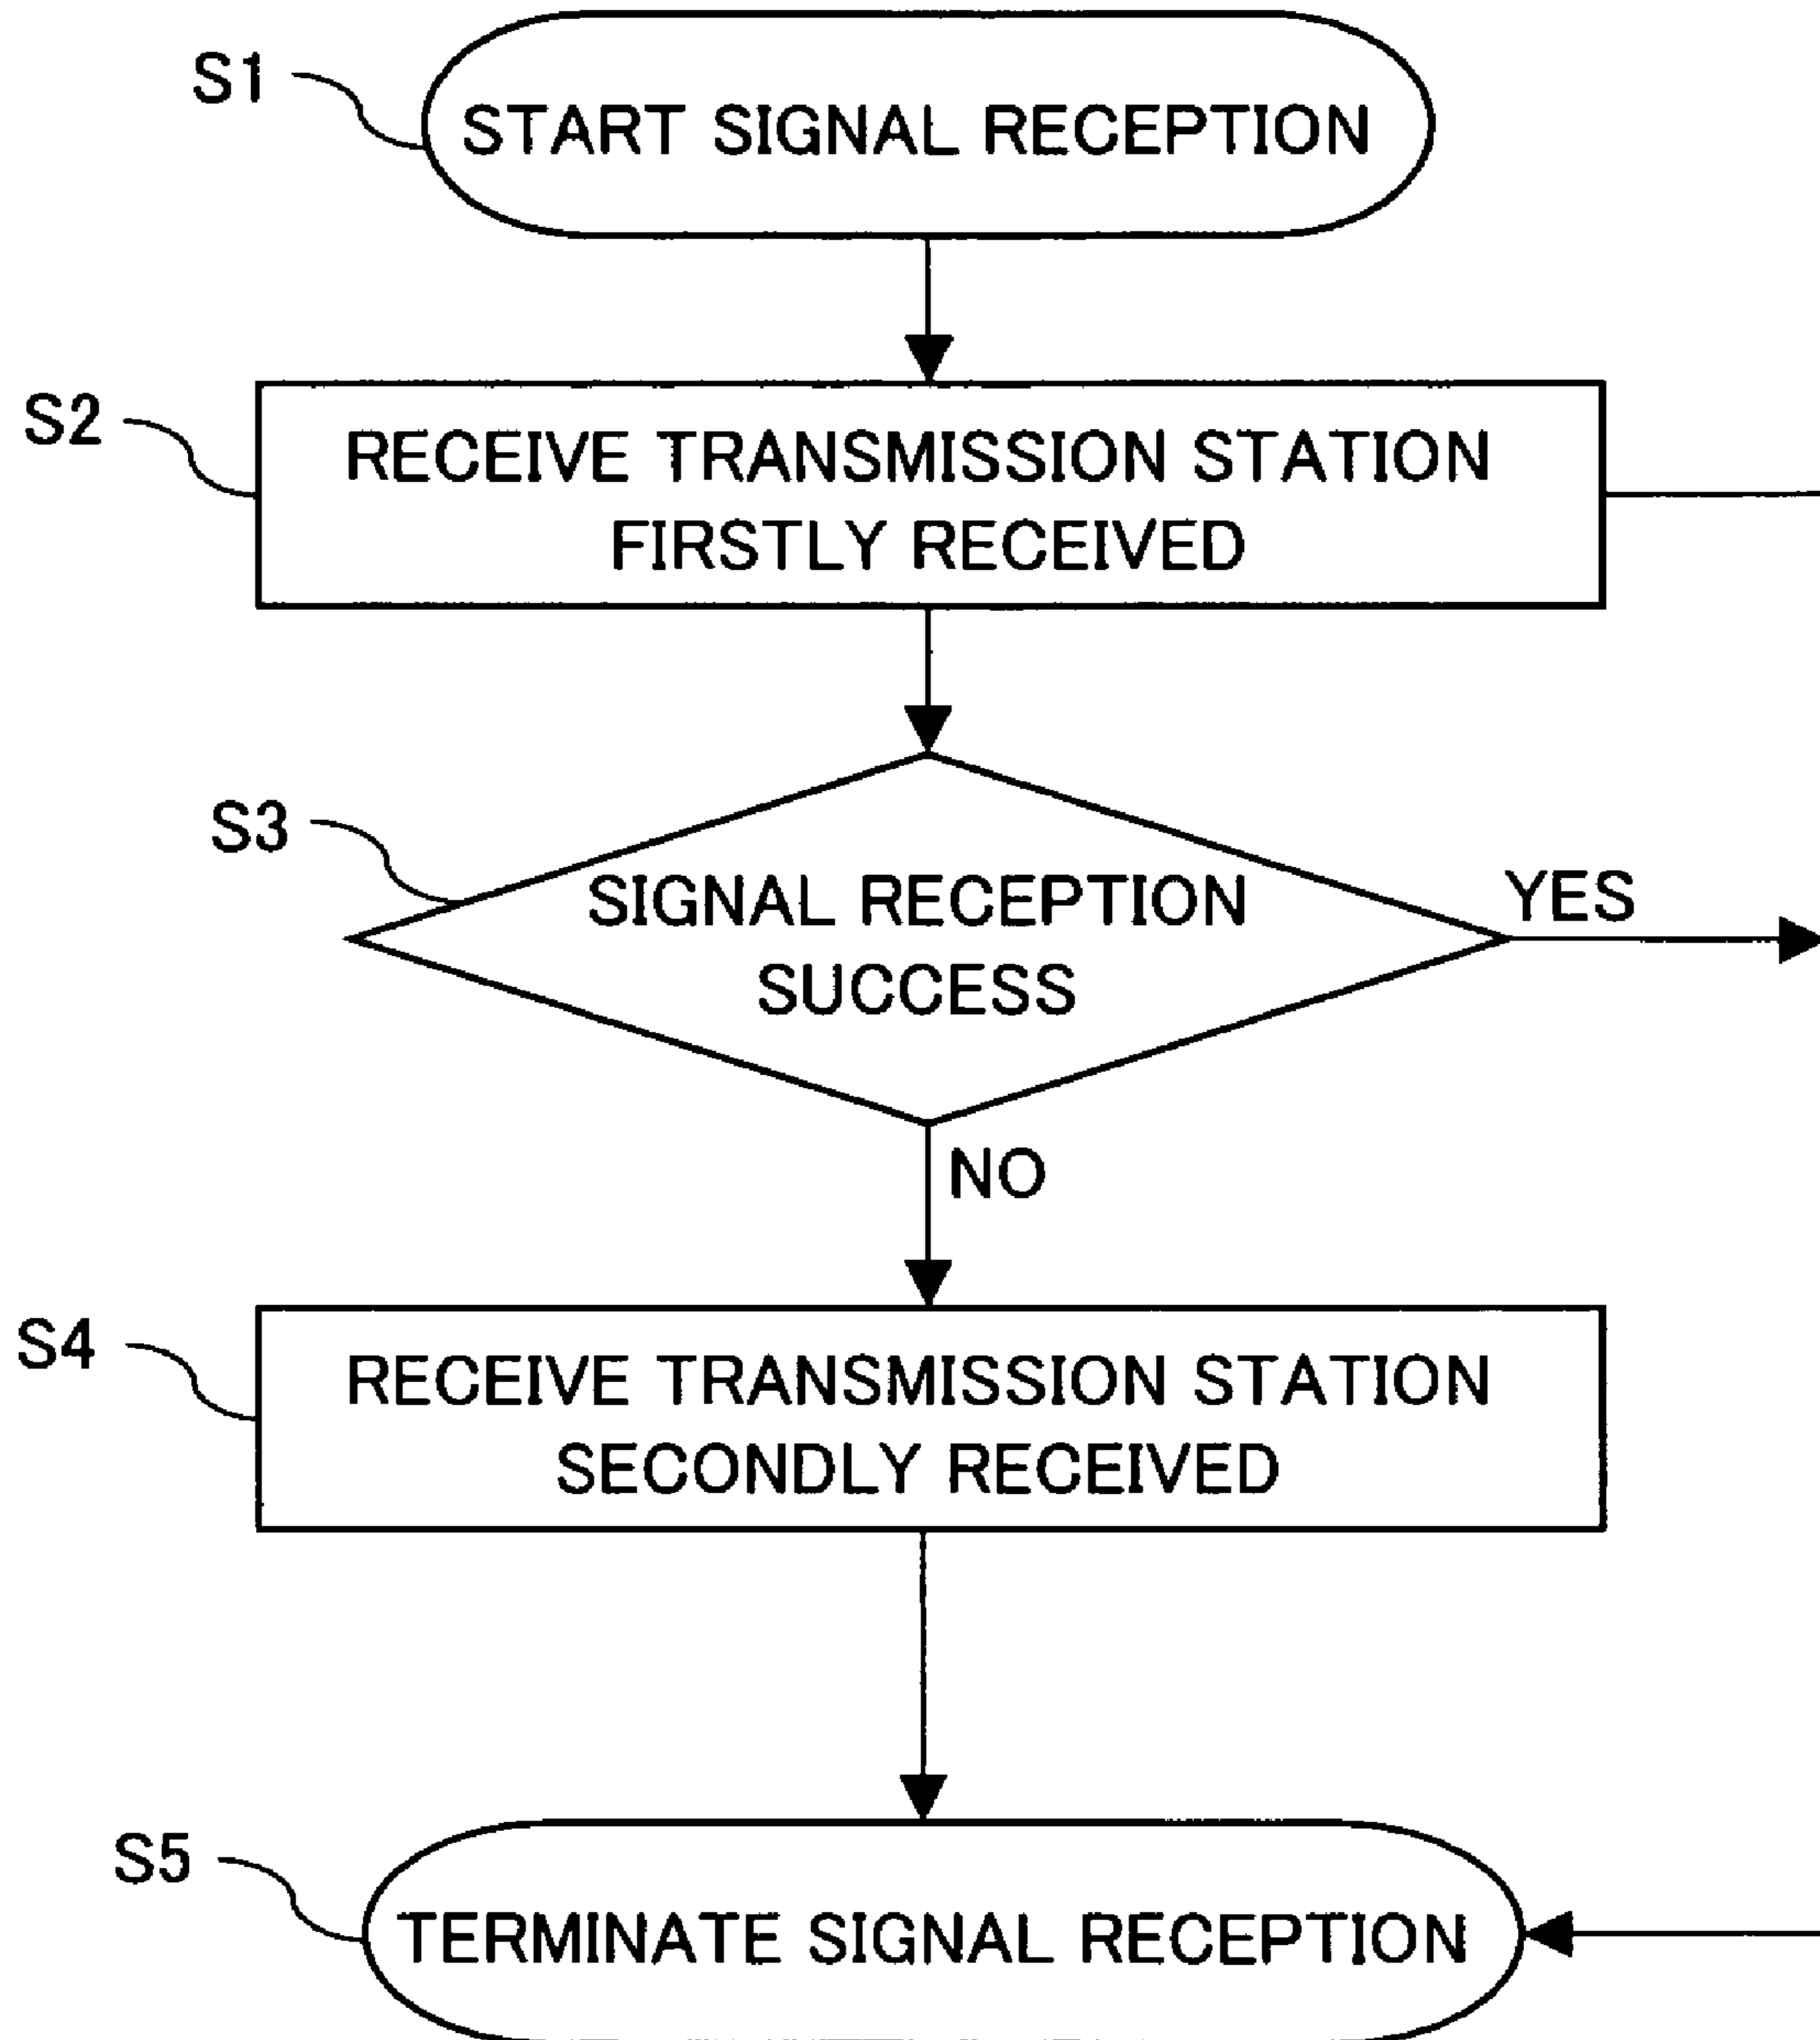 S1
START SIGNAL RECEPTION
S2
RECEIVE TRANSMISSION STATION
FIRSTLY RECEIVED
S3
SIGNAL RECEPTION
SUCCESS
YES
NO
S4
RECEIVE TRANSMISSION STATION
SECONDLY RECEIVED
S5
TERMINATE SIGNAL RECEPTION